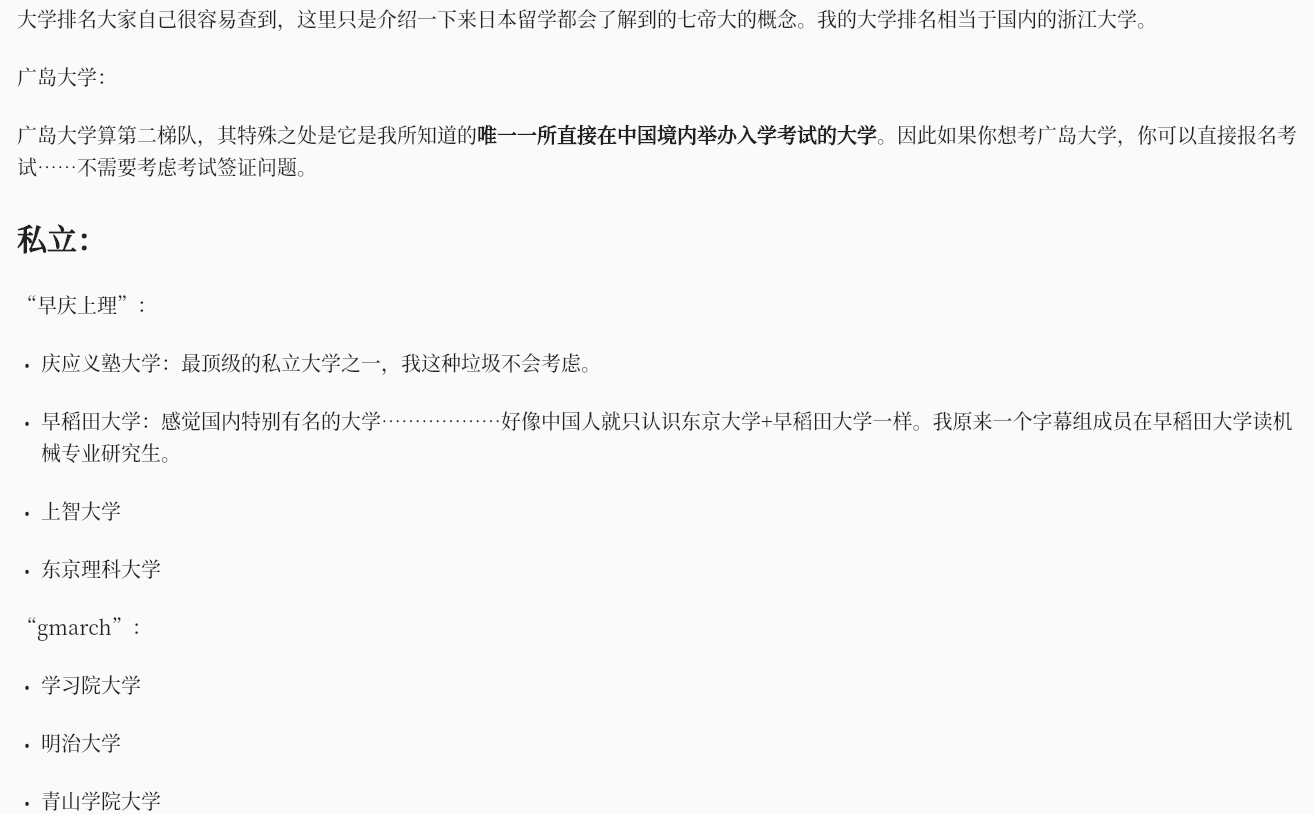 大学排名大家自己很容易查到，这里只是介绍一下来日本留学都会了解到的七帝大的概念。我的大学排名相当于国内的浙江大学。
广岛大学：
广岛大学算第二梯队，其特殊之处是它是我所知道的唯一一所直接在中国境内举办入学考试的大学。因此如果你想考广岛大学，你可以直接报名考
试……不需要考虑考试签证问题。
私立：
“早庆上理”：
• 庆应义塾大学：最顶级的私立大学之一，我这种垃圾不会考虑。
• 早稻田大学：感觉国内特别有名的大学………………好像中国人就只认识东京大学+早稻田大学一样。我原来一个字幕组成员在早稻田大学读机
械专业研究生。
• 上智大学
• 东京理科大学
“gmarch”：
• 学习院大学
• 明治大学
• 青山学院大学